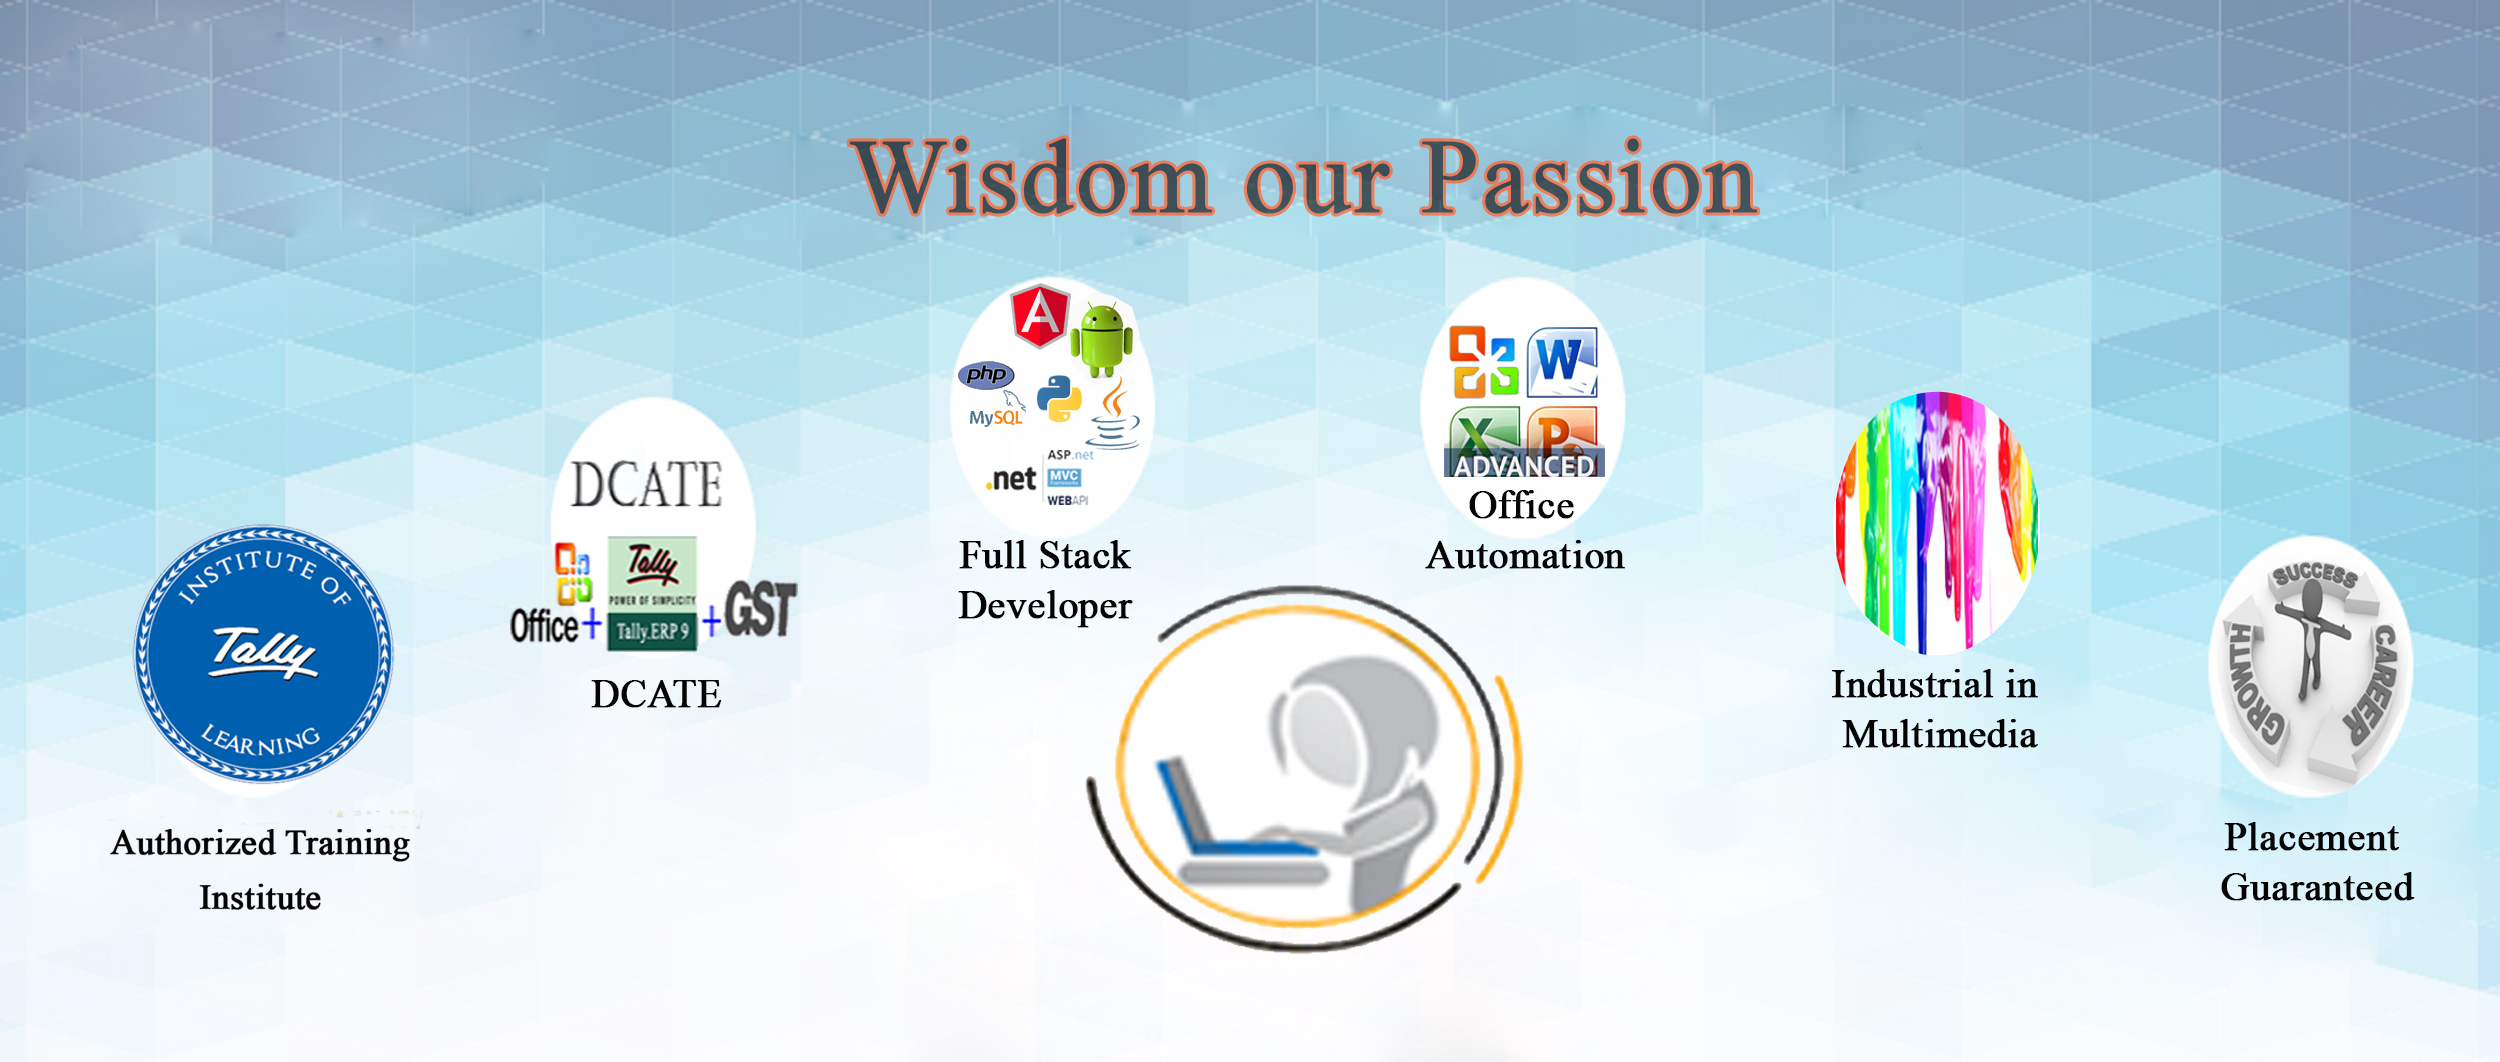 Wisdom our Passion
INSTITUTE OF
Tally
LEARNING
Authorized Training
Institute
DCATE
Office+
Tally
POWER OF SIMPLICITY
Tally.ERP 9
+GST
DCATE
A
php
MySQL
.net
ASP.net
MVC
WEBAPI
Full Stack
Developer
W
X
P
ADVANCED
Office
Automation
Industrial in
Multimedia
SUCCESS
CAREER
GROWTH
Placement
Guaranteed